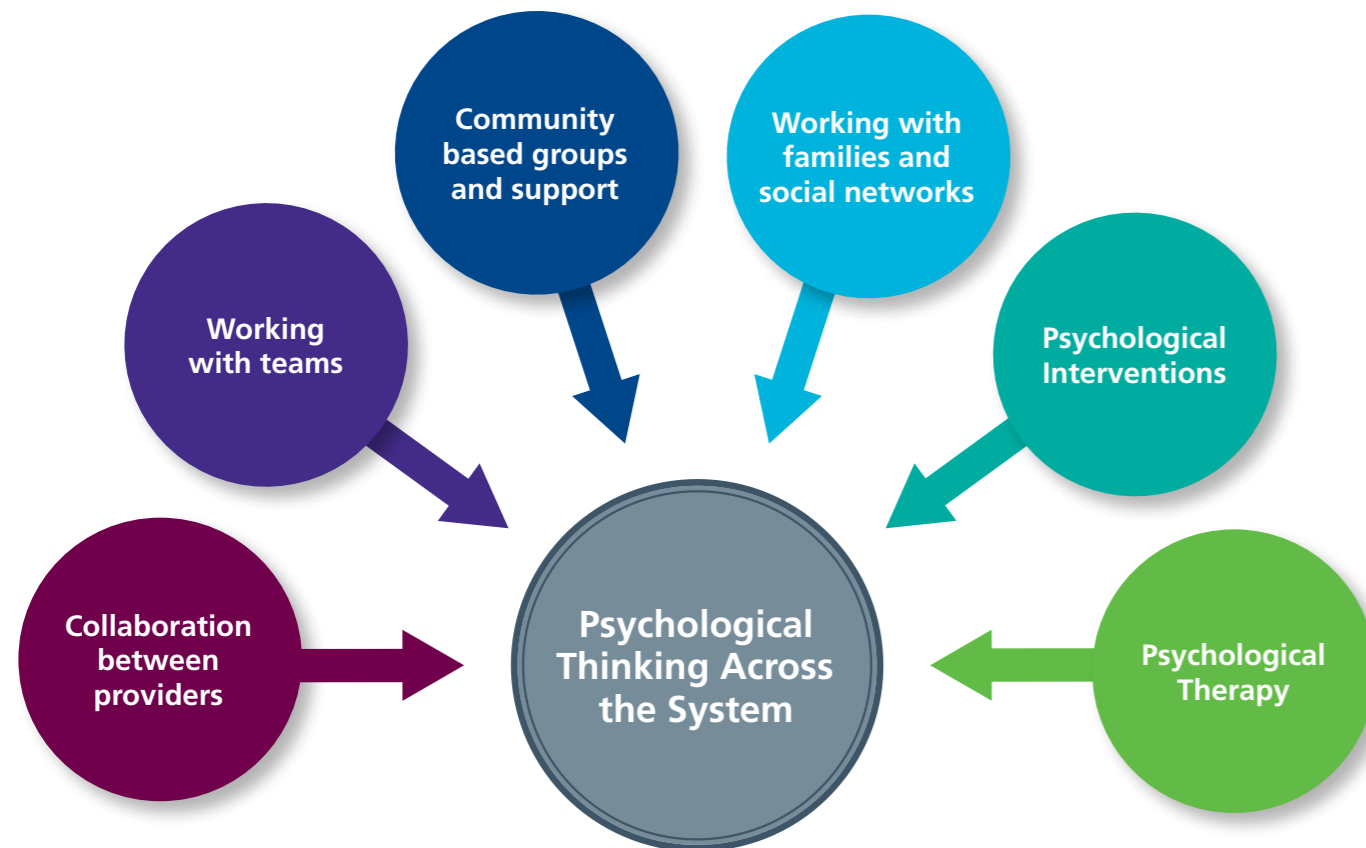 Community
based groups
and support
Working with
families and
social networks
Working
with teams
Psychological
Interventions
Collaboration
between
providers
Psychological
Thinking Across
the System
Psychological
Therapy